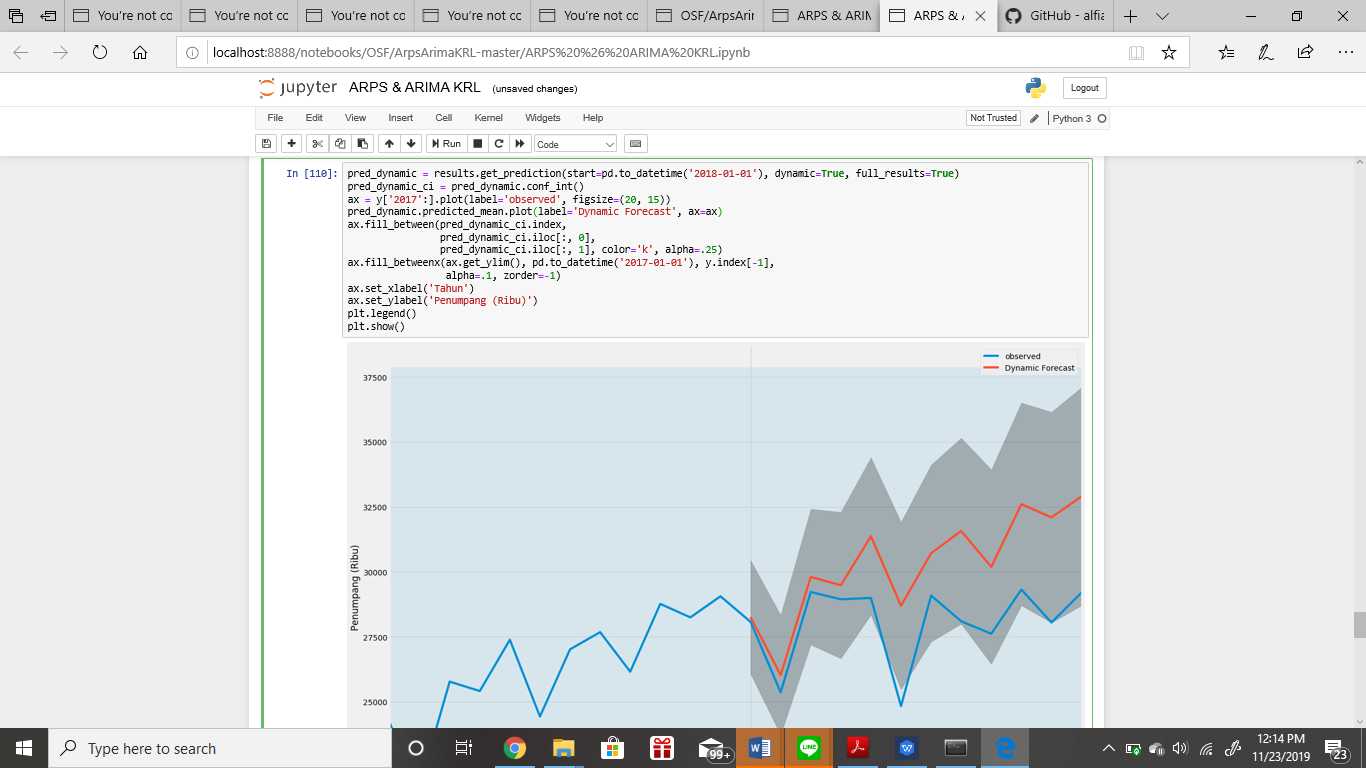 You're not co
You're not cc
You're not co
You're not co
You're not co
OSF/ArpsArin
ARPS & ARIM
ARPS & A
GitHub - alfia
localhost:8888/notebooks/OSF/ArpsArimaKRL-master/ARPS%20%26%20ARIMA%20KRL.ipynb
jupyter ARPS & ARIMA KRL (unsaved changes)
Logout
File Edit View Insert Cell Kernel Widgets Help
Not Trusted
Python 3
Run
Code
In [110]:
pred_dynamic = results.get_prediction(start=pd.to_datetime('2018-01-01'), dynamic=True, full_results=True)
pred_dynamic_ci = pred_dynamic.conf_int()
ax = y['2017':].plot(label='observed', figsize=(20, 15))
pred_dynamic.predicted_mean.plot(label='Dynamic Forecast', ax=ax)
ax.fill_between(pred_dynamic_ci.index,
pred_dynamic_ci.iloc[:, 0],
pred_dynamic_ci.iloc[:, 1], color='k', alpha=.25)
ax.fill_betweenx(ax.get_ylim(), pd.to_datetime('2017-01-01'), y.index[-1],
alpha=.1, zorder=-1)
ax.set_xlabel('Tahun')
ax.set_ylabel('Penumpang (Ribu)')
plt.legend()
plt.show()
observed
Dynamic Forecast
37500
35000
32500
30000
27500
25000
Penumpang (Ribu)
Type here to search
99+
LINE
12:14 PM
11/23/2019
23